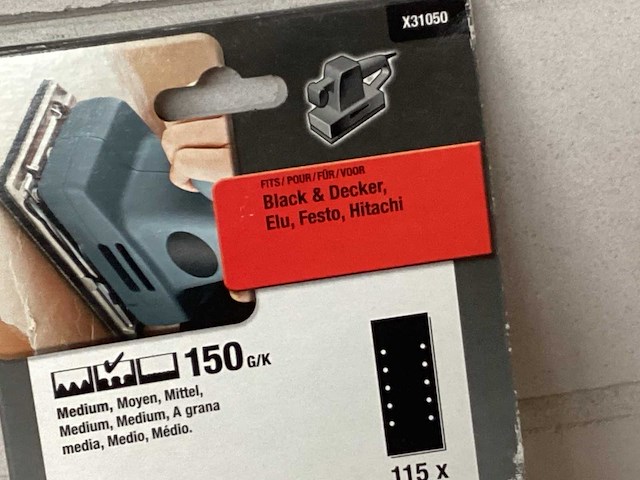 X31050
FITS/POUR/FÜR/VOOR
Black & Decker,
Elu, Festo, Hitachi
150 G/K
Medium, Moyen, Mittel,
Medium, Medium, A grana
media, Medio, Médio.
115 x